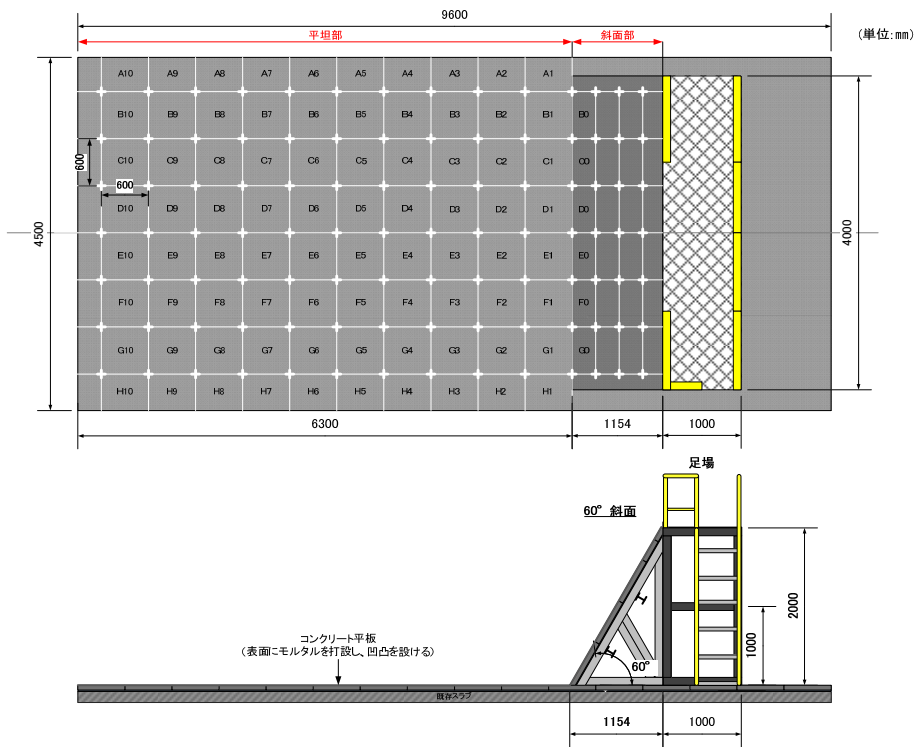 9600
(単位:mm)
平坦部 斜面部
A10 A9 A8 A7 A6 A5 A4 A3 A2 A1
B10 B9 B8 B7 B6 B5 B4 B3 B2 B1 B0
C10 C9 C8 C7 C6 C5 C4 C3 C2 C1 C0
600
600
D10 D9 D8 D7 D6 D5 D4 D3 D2 D1 D0
4500
4000
E10 E9 E8 E7 E6 E5 E4 E3 E2 E1 E0
F10 F9 F8 F7 F6 F5 F4 F3 F2 F1 F0
G10 G9 G8 G7 G6 G5 G4 G3 G2 G1 G0
H10 H9 H8 H7 H6 H5 H4 H3 H2 H1
6300 1154 1000
足場
60° 斜面
2000
1000
コンクリート平板
(表面にモルタルを打設し、凹凸を設ける)
60°
既存スラブ
1154 1000